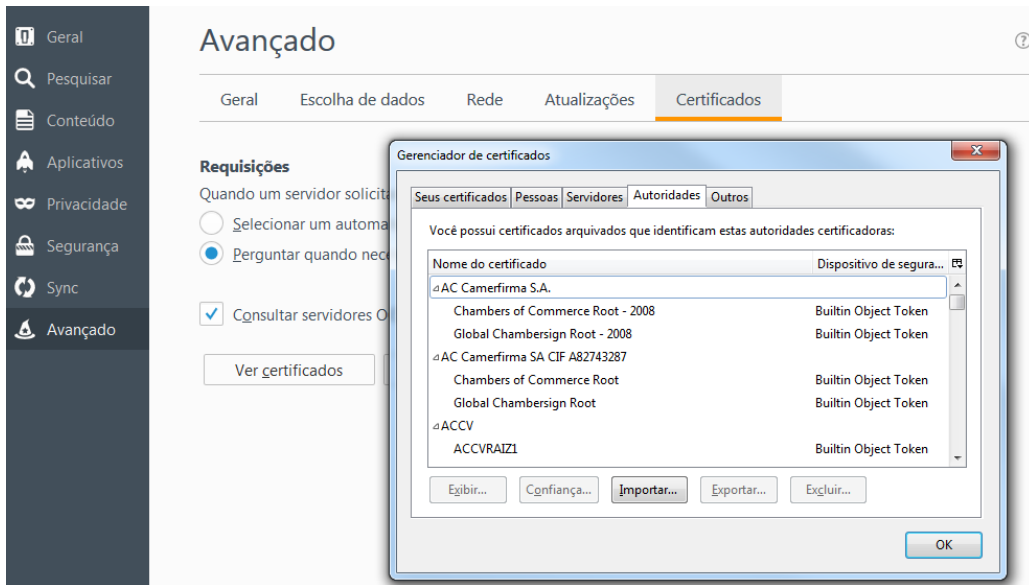 Geral
Pesquisar
Conteúdo
Aplicativos
Privacidade
Segurança
Sync
Avançado
Avançado
?
Geral Escolha de dados Rede Atualizações Certificados
Requisições
Quando um servidor solicita
Selecionar um automa
Perguntar quando nece
Consultar servidores O
Ver certificados
Gerenciador de certificados
Seus certificados Pessoas Servidores Autoridades Outros
Você possui certificados arquivados que identificam estas autoridades certificadoras:
Nome do certificado Dispositivo de segura...
AC Camerfirma S.A.
Chambers of Commerce Root - 2008 Builtin Object Token
Global Chambersign Root - 2008 Builtin Object Token
AC Camerfirma SA CIF A82743287
Chambers of Commerce Root Builtin Object Token
Global Chambersign Root Builtin Object Token
ACCV
ACCVRAIZ1 Builtin Object Token
Exibir... Confiança... Importar... Exportar... Excluir...
OK